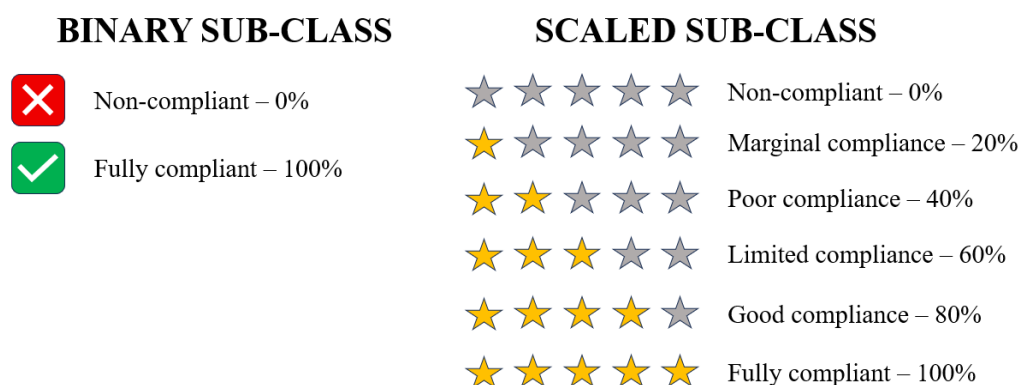 BINARY SUB-CLASS
Non-compliant – 0%
Fully compliant – 100%
SCALED SUB-CLASS
Non-compliant – 0%
Marginal compliance – 20%
Poor compliance – 40%
Limited compliance – 60%
Good compliance – 80%
Fully compliant – 100%